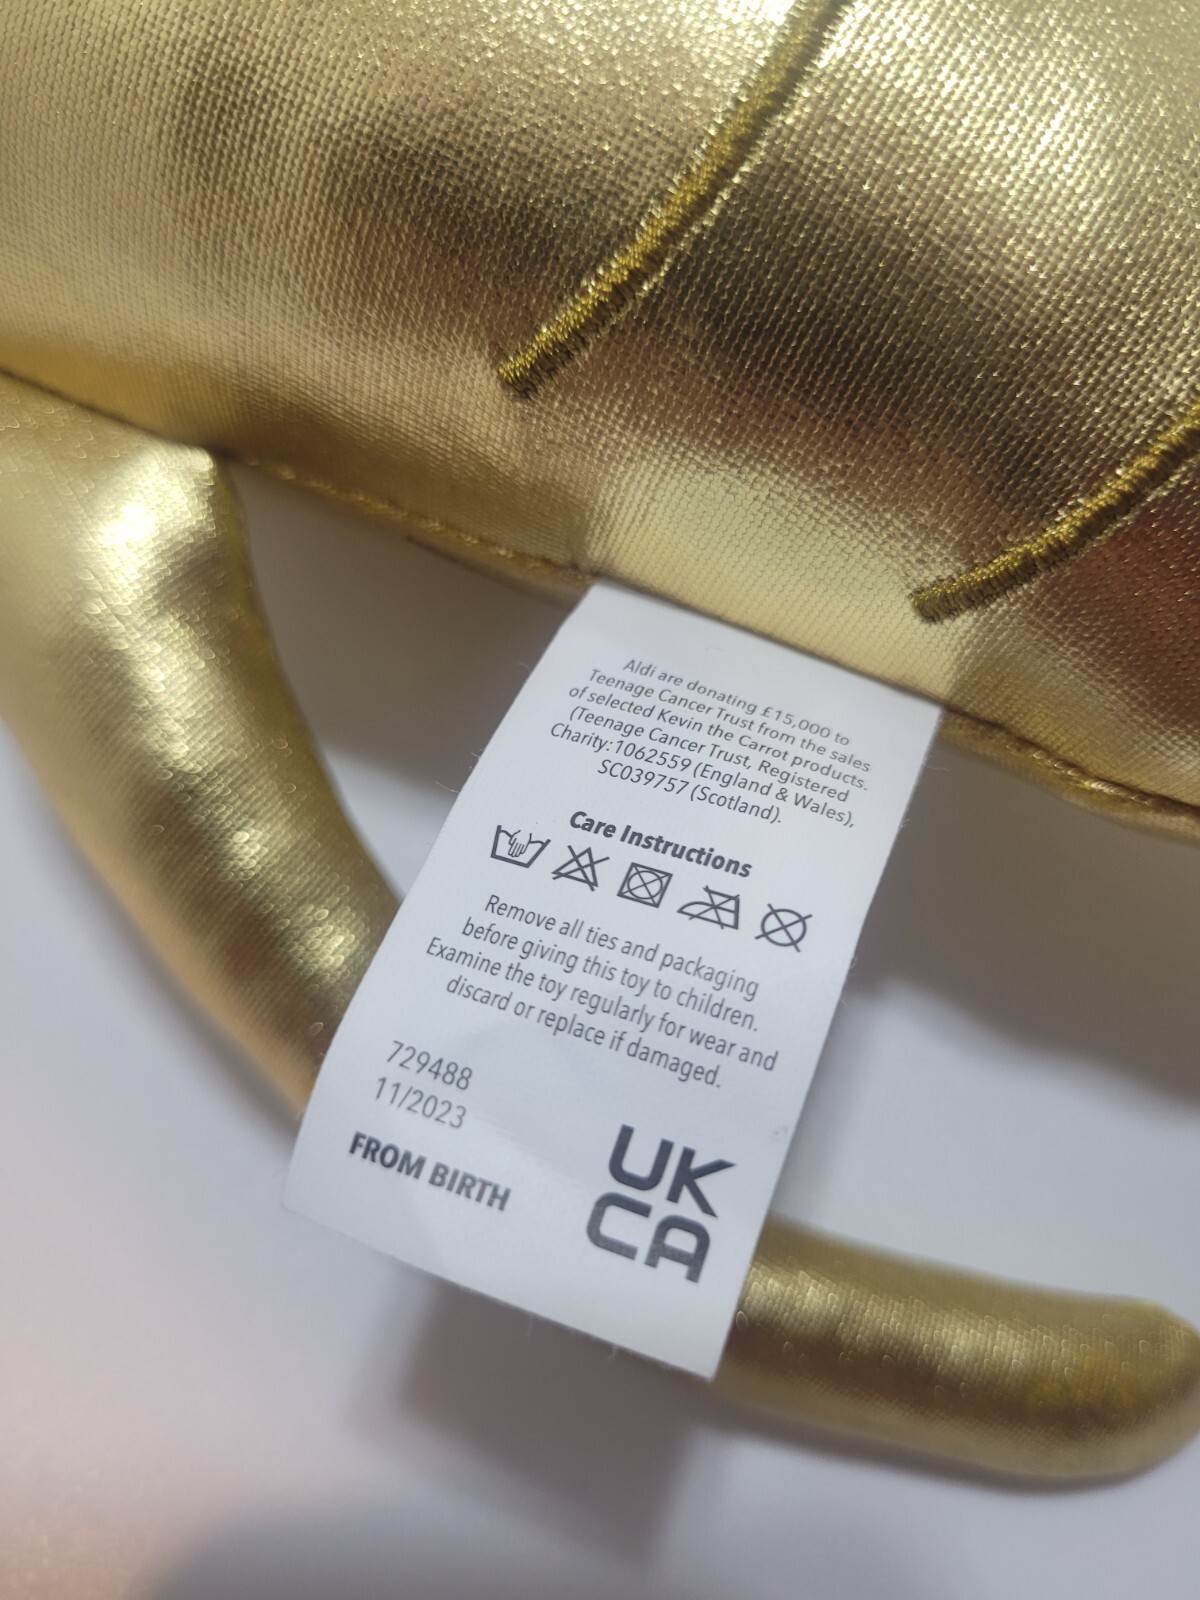 Aldi are donating £15,000 to
Teenage Cancer Trust from the sales
of selected Kevin the Carrot products.
(Teenage Cancer Trust, Registered
Charity:1062559 (England & Wales),
SC039757 (Scotland).
Care Instructions
Remove all ties and packaging
before giving this toy to children.
Examine the toy regularly for wear and
discard or replace if damaged.
729488
11/2023
FROM BIRTH
UK
CA